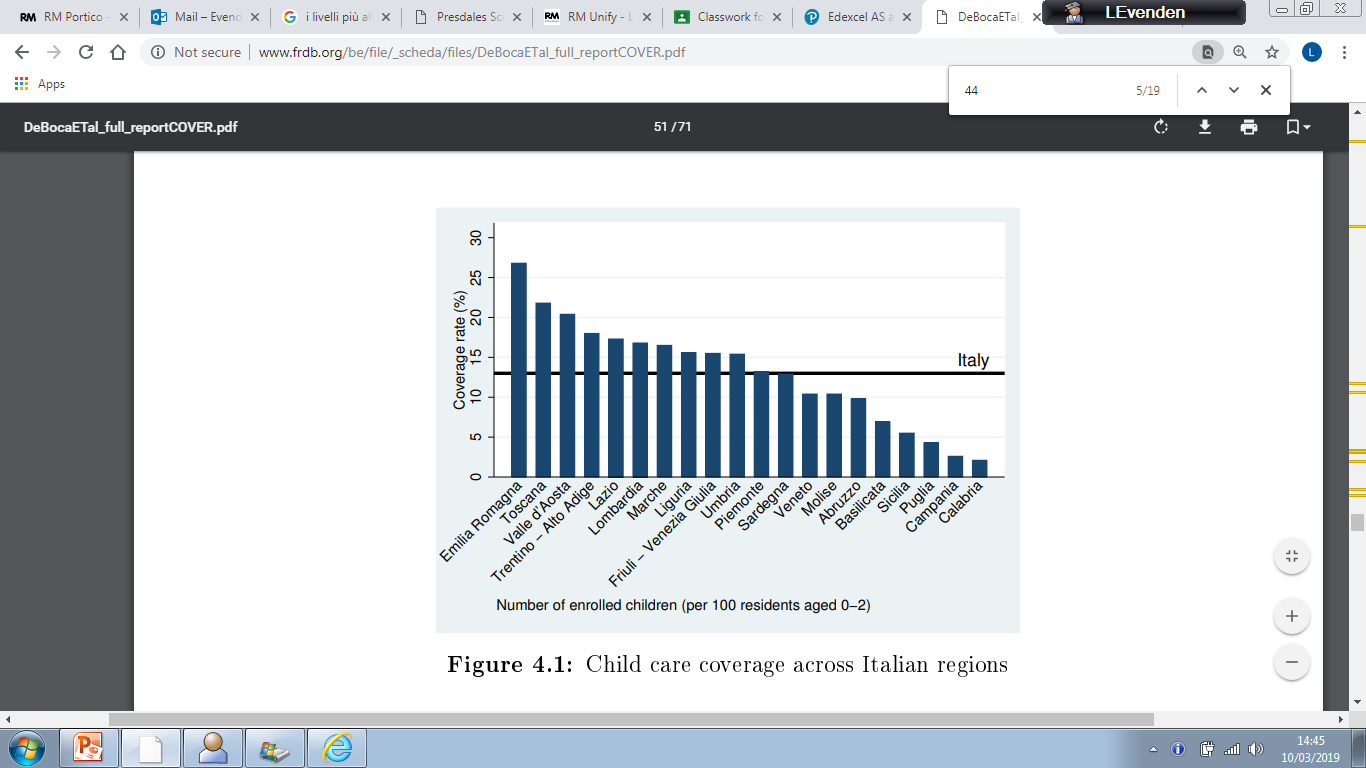 RM Portico -
Mail – Evend
i livelli più al
Presdales Sc
RM Unify - L
Classwork fo
Edexcel AS a
DeBocaETal_
LEvenden
Not secure | www.frdb.org/be/file/_scheda/files/DeBocaETal_full_reportCOVER.pdf
Apps
44 5/19
DeBocaETal_full_reportCOVER.pdf
51 / 71
Coverage rate (%)
30
25
20
15
10
5
0
Italy
Emilia Romagna
Toscana
Valle d'Aosta
Trentino – Alto Adige
Lazio
Lombardia
Marche
Liguria
Friuli – Venezia Giulia
Umbria
Piemonte
Sardegna
Veneto
Molise
Abruzzo
Basilicata
Sicilia
Puglia
Campania
Calabria
Number of enrolled children (per 100 residents aged 0–2)
Figure 4.1: Child care coverage across Italian regions
14:45
10/03/2019